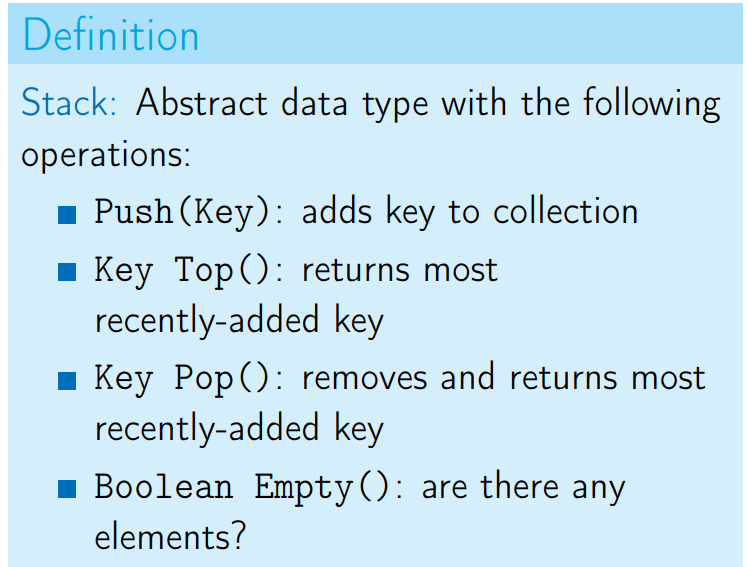 Definition
Stack: Abstract data type with the following
operations:
Push(Key): adds key to collection
Key Top(): returns most
recently-added key
Key Pop(): removes and returns most
recently-added key
Boolean Empty(): are there any
elements?